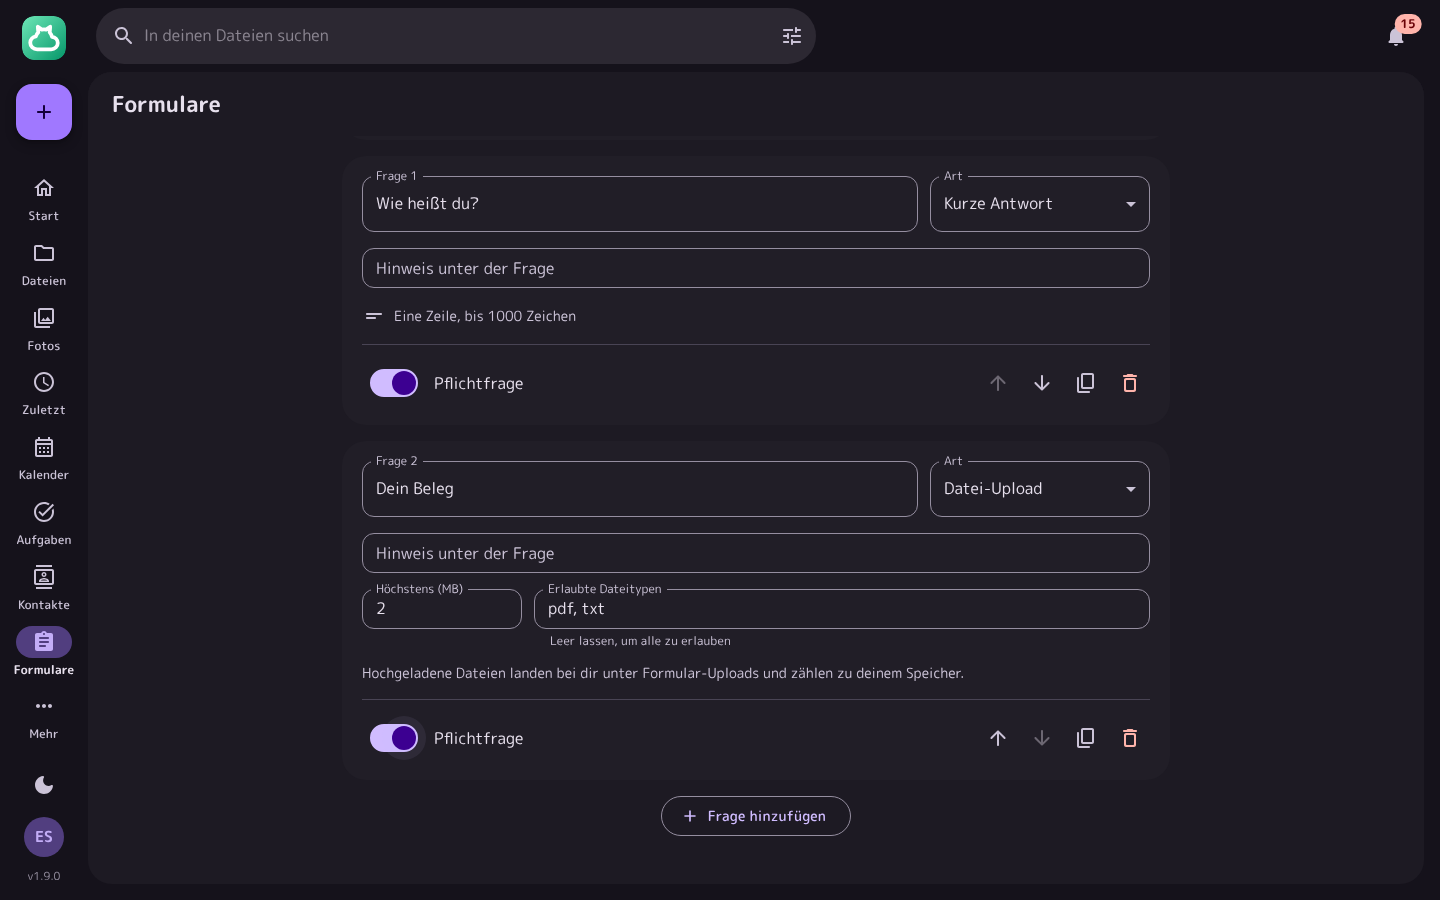 In deinen Dateien suchen
15
Formulare
Start
Dateien
Fotos
Zuletzt
Kalender
Aufgaben
Kontakte
Formulare
Mehr
ES
v1.9.0
Frage 1
Wie heißt du?
Art
Kurze Antwort
Hinweis unter der Frage
Eine Zeile, bis 1000 Zeichen
Pflichtfrage
Frage 2
Dein Beleg
Art
Datei-Upload
Hinweis unter der Frage
Höchstens (MB)
2
Erlaubte Dateitypen
pdf, txt
Leer lassen, um alle zu erlauben
Hochgeladene Dateien landen bei dir unter Formular-Uploads und zählen zu deinem Speicher.
Pflichtfrage
Frage hinzufügen